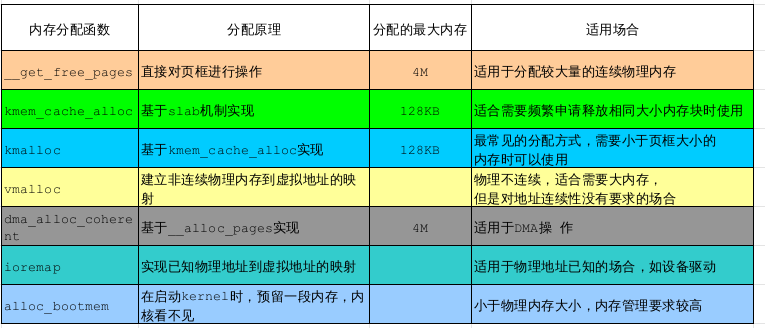 内存分配函数 分配原理 分配的最大内存 适用场合
__get_free_pages 直接对页框进行操作 4M 适用于分配较大量的连续物理内存
kmem_cache_alloc 基于slab机制实现 128KB 适合需要频繁申请释放相同大小内存块时使用
kmalloc 基于kmem_cache_alloc实现 128KB 最常见的分配方式，需要小于页框大小的
内存时可以使用
vmalloc 建立非连续物理内存到虚拟地址的映
射 物理不连续，适合需要大内存，
但是对地址连续性没有要求的场合
dma_alloc_cohere
nt 基于__alloc_pages实现 4M 适用于DMA操 作
ioremap 实现已知物理地址到虚拟地址的映射 适用于物理地址已知的场合，如设备驱动
alloc_bootmem 在启动kernel时，预留一段内存，内
核看不见 小于物理内存大小，内存管理要求较高